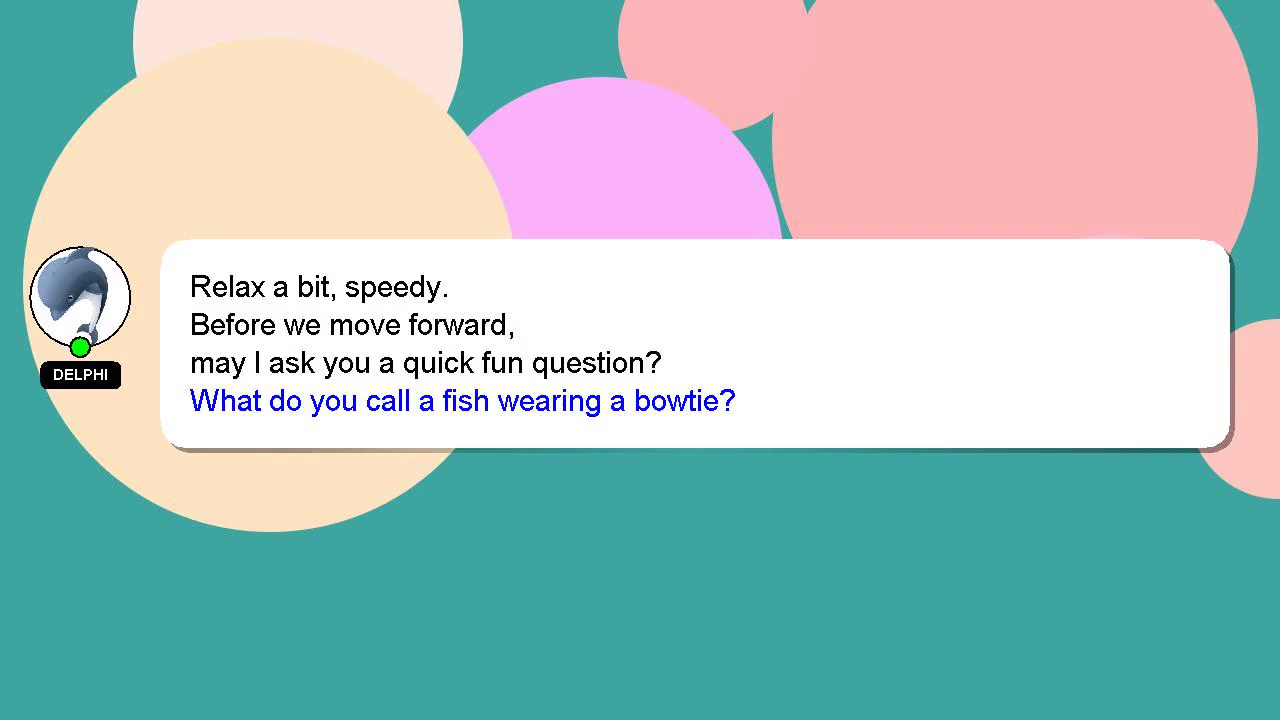 Relax a bit, speedy.
Before we move forward,
may I ask you a quick fun question?
What do you call a fish wearing a bowtie?
DELPHI